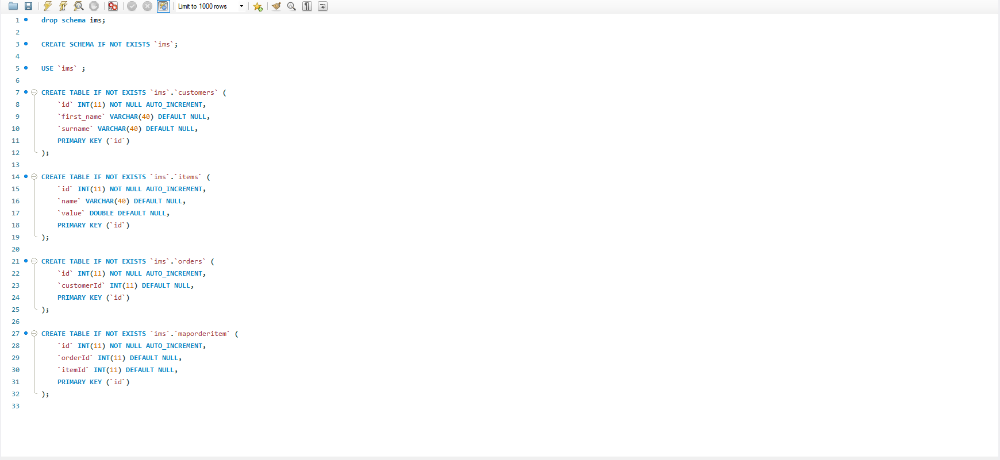 Limit to 1000 rows
1 drop schema ims;
2
3 CREATE SCHEMA IF NOT EXISTS `ims`;
4
5 USE `ims` ;
6
7 CREATE TABLE IF NOT EXISTS `ims`.`customers` (
8 `id` INT(11) NOT NULL AUTO_INCREMENT,
9 `first_name` VARCHAR(40) DEFAULT NULL,
10 `surname` VARCHAR(40) DEFAULT NULL,
11 PRIMARY KEY (`id`)
12 );
13
14 CREATE TABLE IF NOT EXISTS `ims`.`items` (
15 `id` INT(11) NOT NULL AUTO_INCREMENT,
16 `name` VARCHAR(40) DEFAULT NULL,
17 `value` DOUBLE DEFAULT NULL,
18 PRIMARY KEY (`id`)
19 );
20
21 CREATE TABLE IF NOT EXISTS `ims`.`orders` (
22 `id` INT(11) NOT NULL AUTO_INCREMENT,
23 `customerId` INT(11) DEFAULT NULL,
24 PRIMARY KEY (`id`)
25 );
26
27 CREATE TABLE IF NOT EXISTS `ims`.`maporderitem` (
28 `id` INT(11) NOT NULL AUTO_INCREMENT,
29 `orderId` INT(11) DEFAULT NULL,
30 `itemId` INT(11) DEFAULT NULL,
31 PRIMARY KEY (`id`)
32 );
33